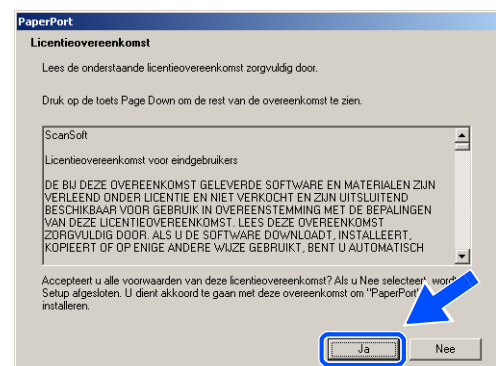 PaperPort
Licentieovereenkomst
Lees de onderstaande licentieovereenkomst zorgvuldig door.
Druk op de toets Page Down om de rest van de overeenkomst te zien.
ScanSoft
Licentieovereenkomst voor eindgebruikers
DE BIJ DEZE OVEREENKOMST GELEVERDE SOFTWARE EN MATERIALEN ZIJN
VERLEEND ONDER LICENTIE EN NIET VERKOCHT EN ZIJN UITSLUITEND
BESCHIKBAAR VOOR GEBRUIK IN OVEREENSTEMMING MET DE BEPALINGEN
VAN DEZE LICENTIEOVEREENKOMST. LEES DEZE OVEREENKOMST
ZORGVULDIG DOOR. ALS U DE SOFTWARE DOWNLOADT, INSTALLEERT,
KOPIEERT OF OP ENIGE ANDERE WIJZE GEBRUIKT, BENT U AUTOMATISCH
Accepteert u alle voorwaarden van deze licentieovereenkomst? Als u Nee selecteert,
Setup afgesloten. U dient akkoord te gaan met deze overeenkomst om "PaperPort"
installeren.
Ja
Nee